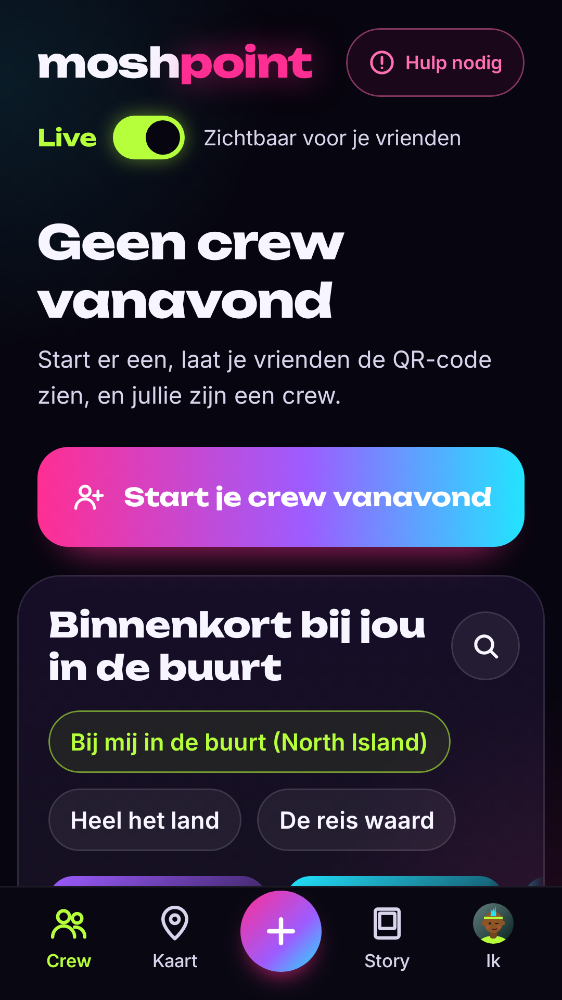 moshpoint
Hulp nodig
Live
Zichtbaar voor je vrienden
Geen crew
vanavond
Start er een, laat je vrienden de QR-code
zien, en jullie zijn een crew.
Start je crew vanavond
Binnenkort bij jou
in de buurt
Bij mij in de buurt (North Island)
Heel het land
De reis waard
Crew
Kaart
Story
Ik